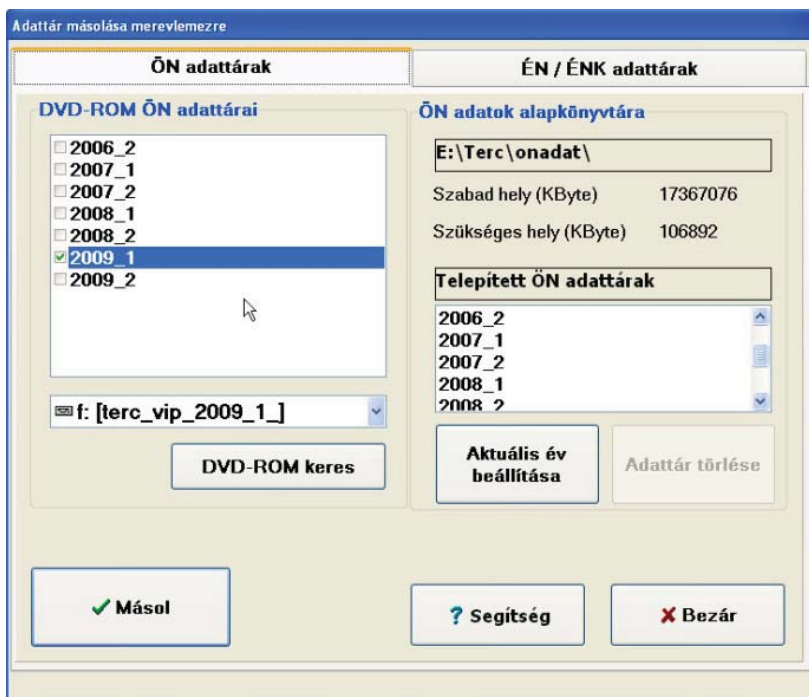 Adattár másolása merevlemezre
ÖN adattárak
ÉN / ÉNK adattárak
DVD-ROM ÖN adattárai
2006_2
2007_1
2007_2
2008_1
2008_2
2009_1
2009_2
f: [terc_vip_2009_1_]
DVD-ROM keres
ÖN adatok alapkönyvtára
E:\Terc\onadat\
Szabad hely (KByte) 17367076
Szükséges hely (KByte) 106892
Telepített ÖN adattárak
2006_2
2007_1
2007_2
2008_1
2008_2
Aktuális év
beállítása
Adattár törlése
Másol
? Segítség
Bezár